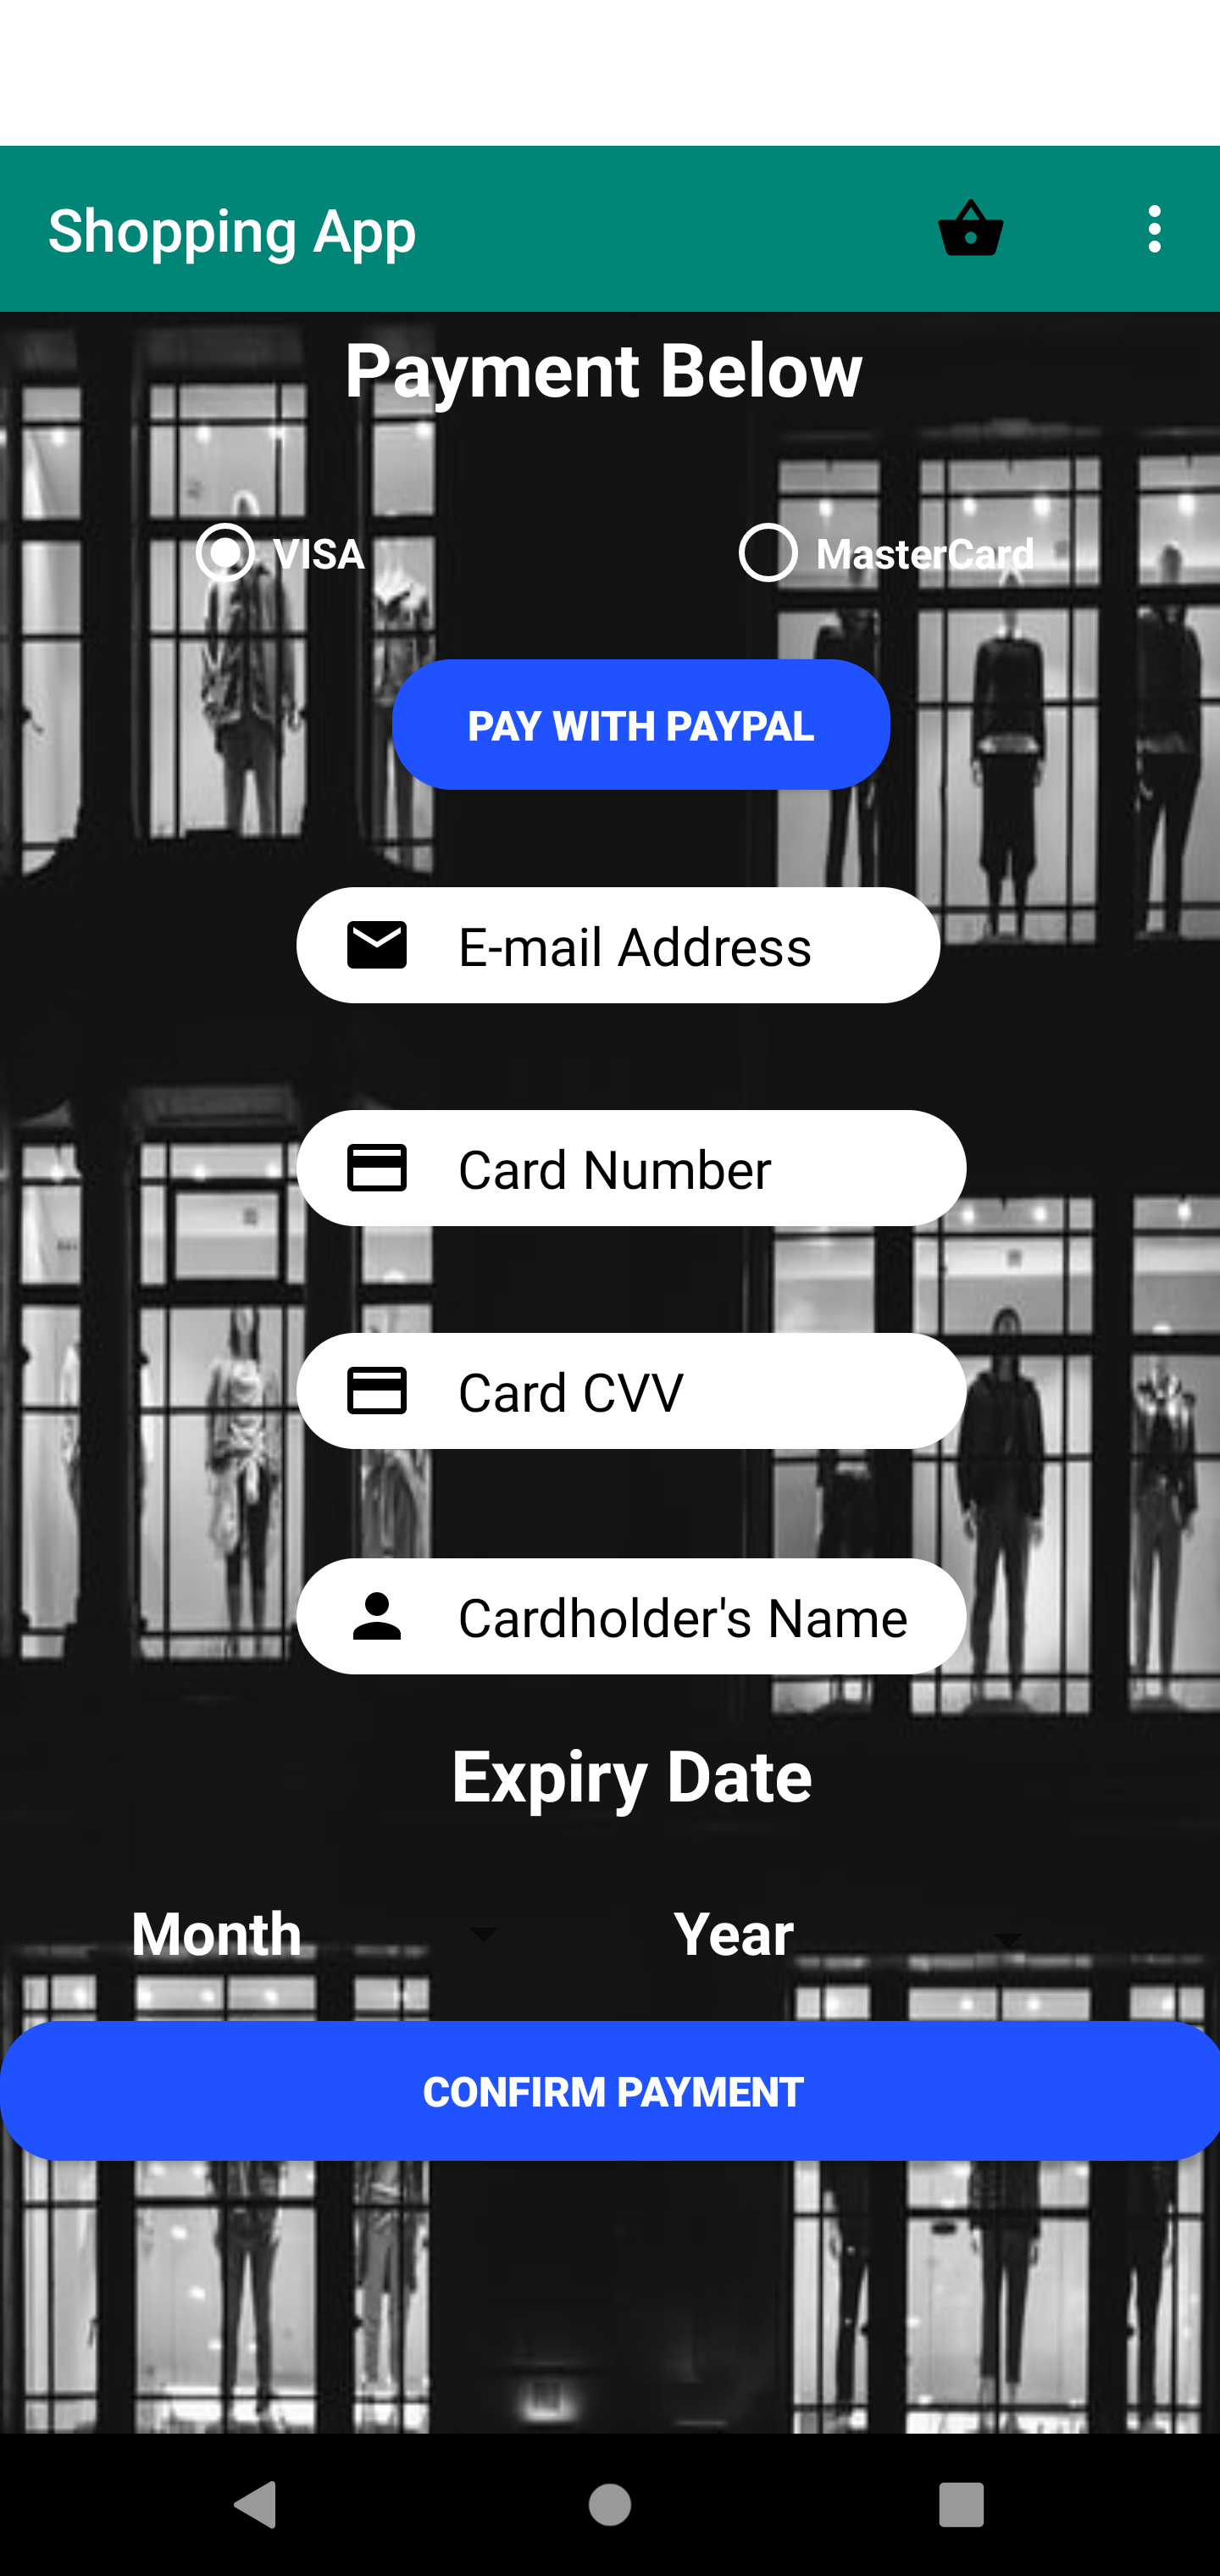 Shopping App
Payment Below
VISA
MasterCard
PAY WITH PAYPAL
E-mail Address
Card Number
Card CVV
Cardholder's Name
Expiry Date
Month
Year
CONFIRM PAYMENT